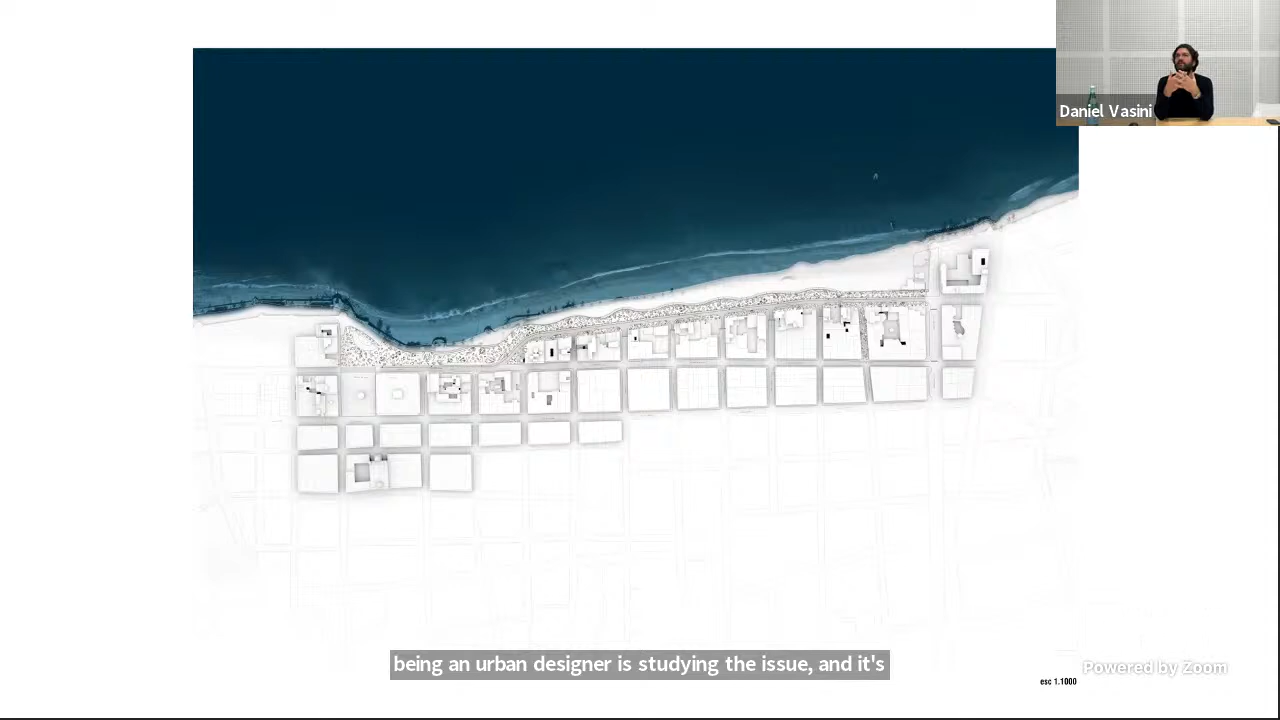 Daniel Vasini
being an urban designer is studying the issue, and it's
Powered by Zoom
esc 1.1000